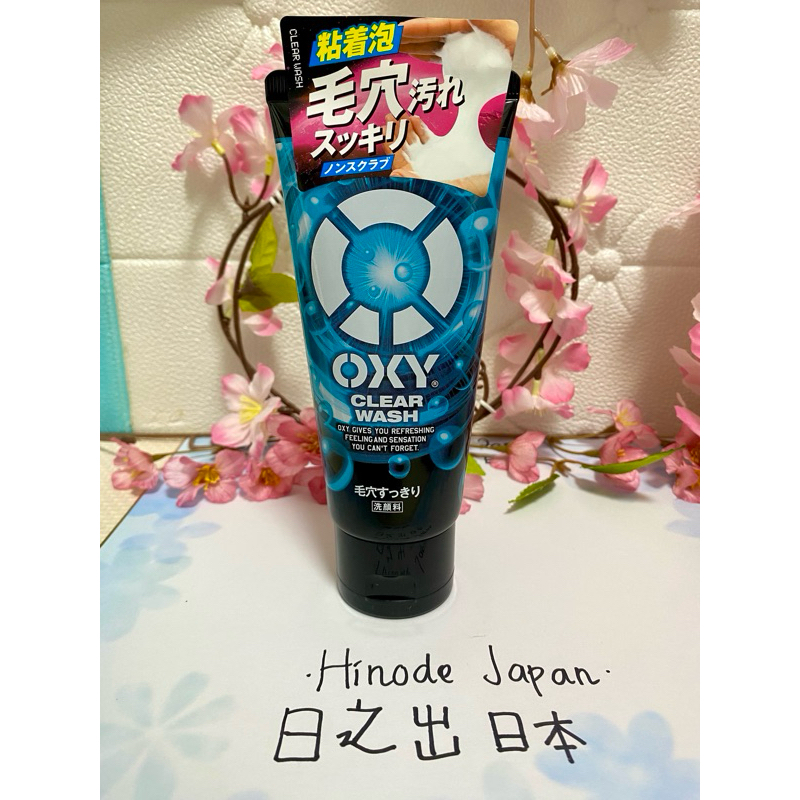 CLEAR WASH
粘着泡
毛穴汚れ
スッキリ
ノンスクラブ
OXY®
CLEAR
WASH
OXY GIVES YOU REFRESHING
FEELING AND SENSATION
YOU CAN'T FORGET.
毛穴すっきり
洗顔料
·Hinode Japan·
日之出 日本